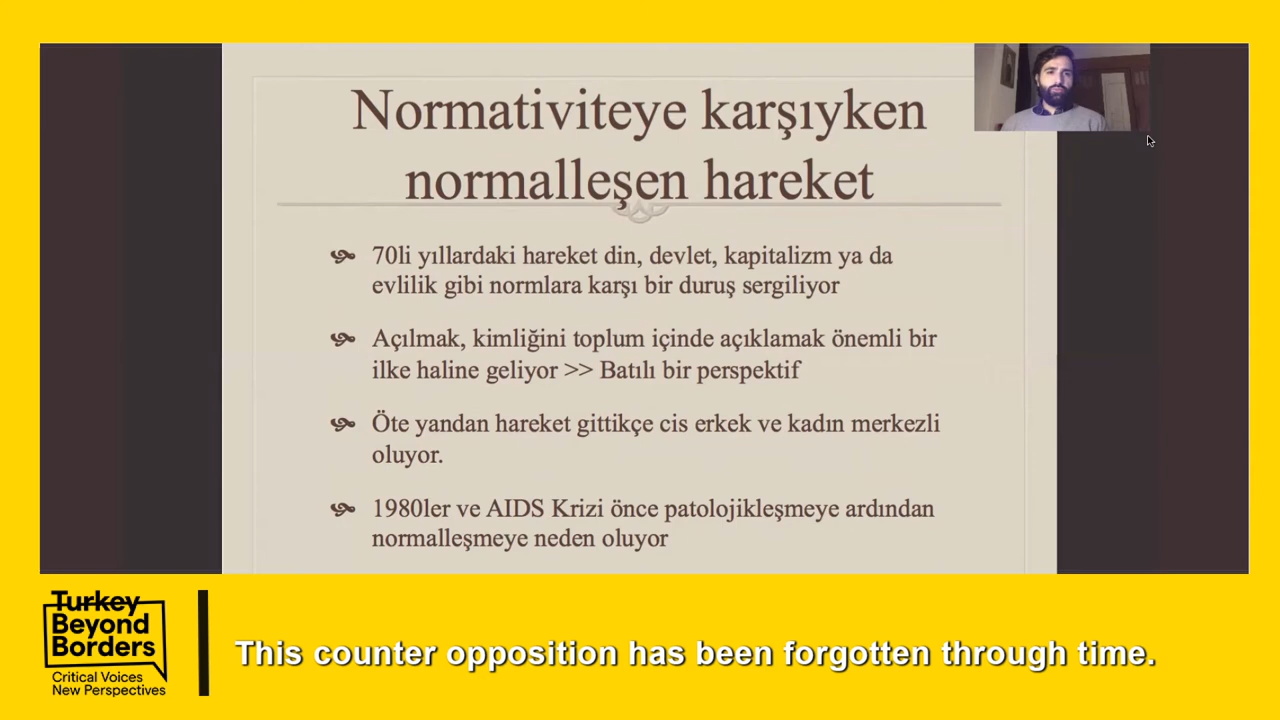 Normativiteye karşıyken
normalleşen hareket
70li yıllardaki hareket din, devlet, kapitalizm ya da
evlilik gibi normlara karşı bir duruş sergiliyor
Açılmak, kimliğini toplum içinde açıklamak önemli bir
ilke haline geliyor >> Batılı bir perspektif
Öte yandan hareket gittikçe cis erkek ve kadın merkezli
oluyor.
1980ler ve AIDS Krizi önce patolojikleşmeye ardından
normalleşmeye neden oluyor
Turkey
Beyond
Borders
Critical Voices
New Perspectives
This counter opposition has been forgotten through time.